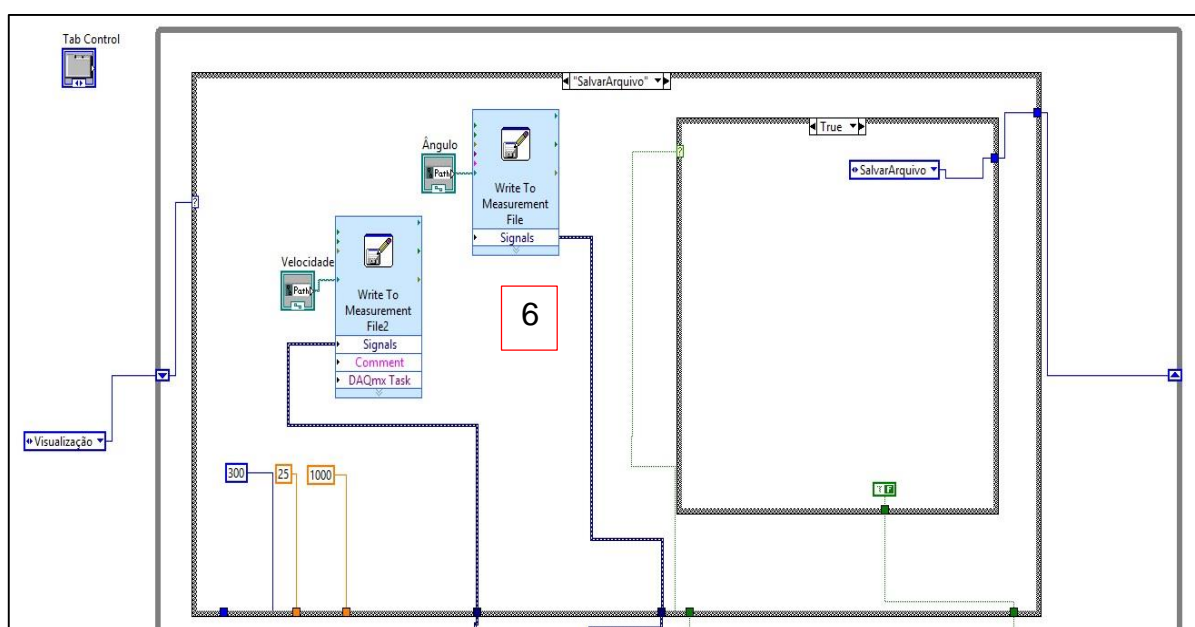 Tab Control
"SalvarArquivo"
True
?
SalvarArquivo
Ângulo
Path
Write To
Measurement
File
Signals
?
Velocidade
Path
Write To
Measurement
File2
Signals
Comment
DAQmx Task
6
Visualização
300
25
1000
T F